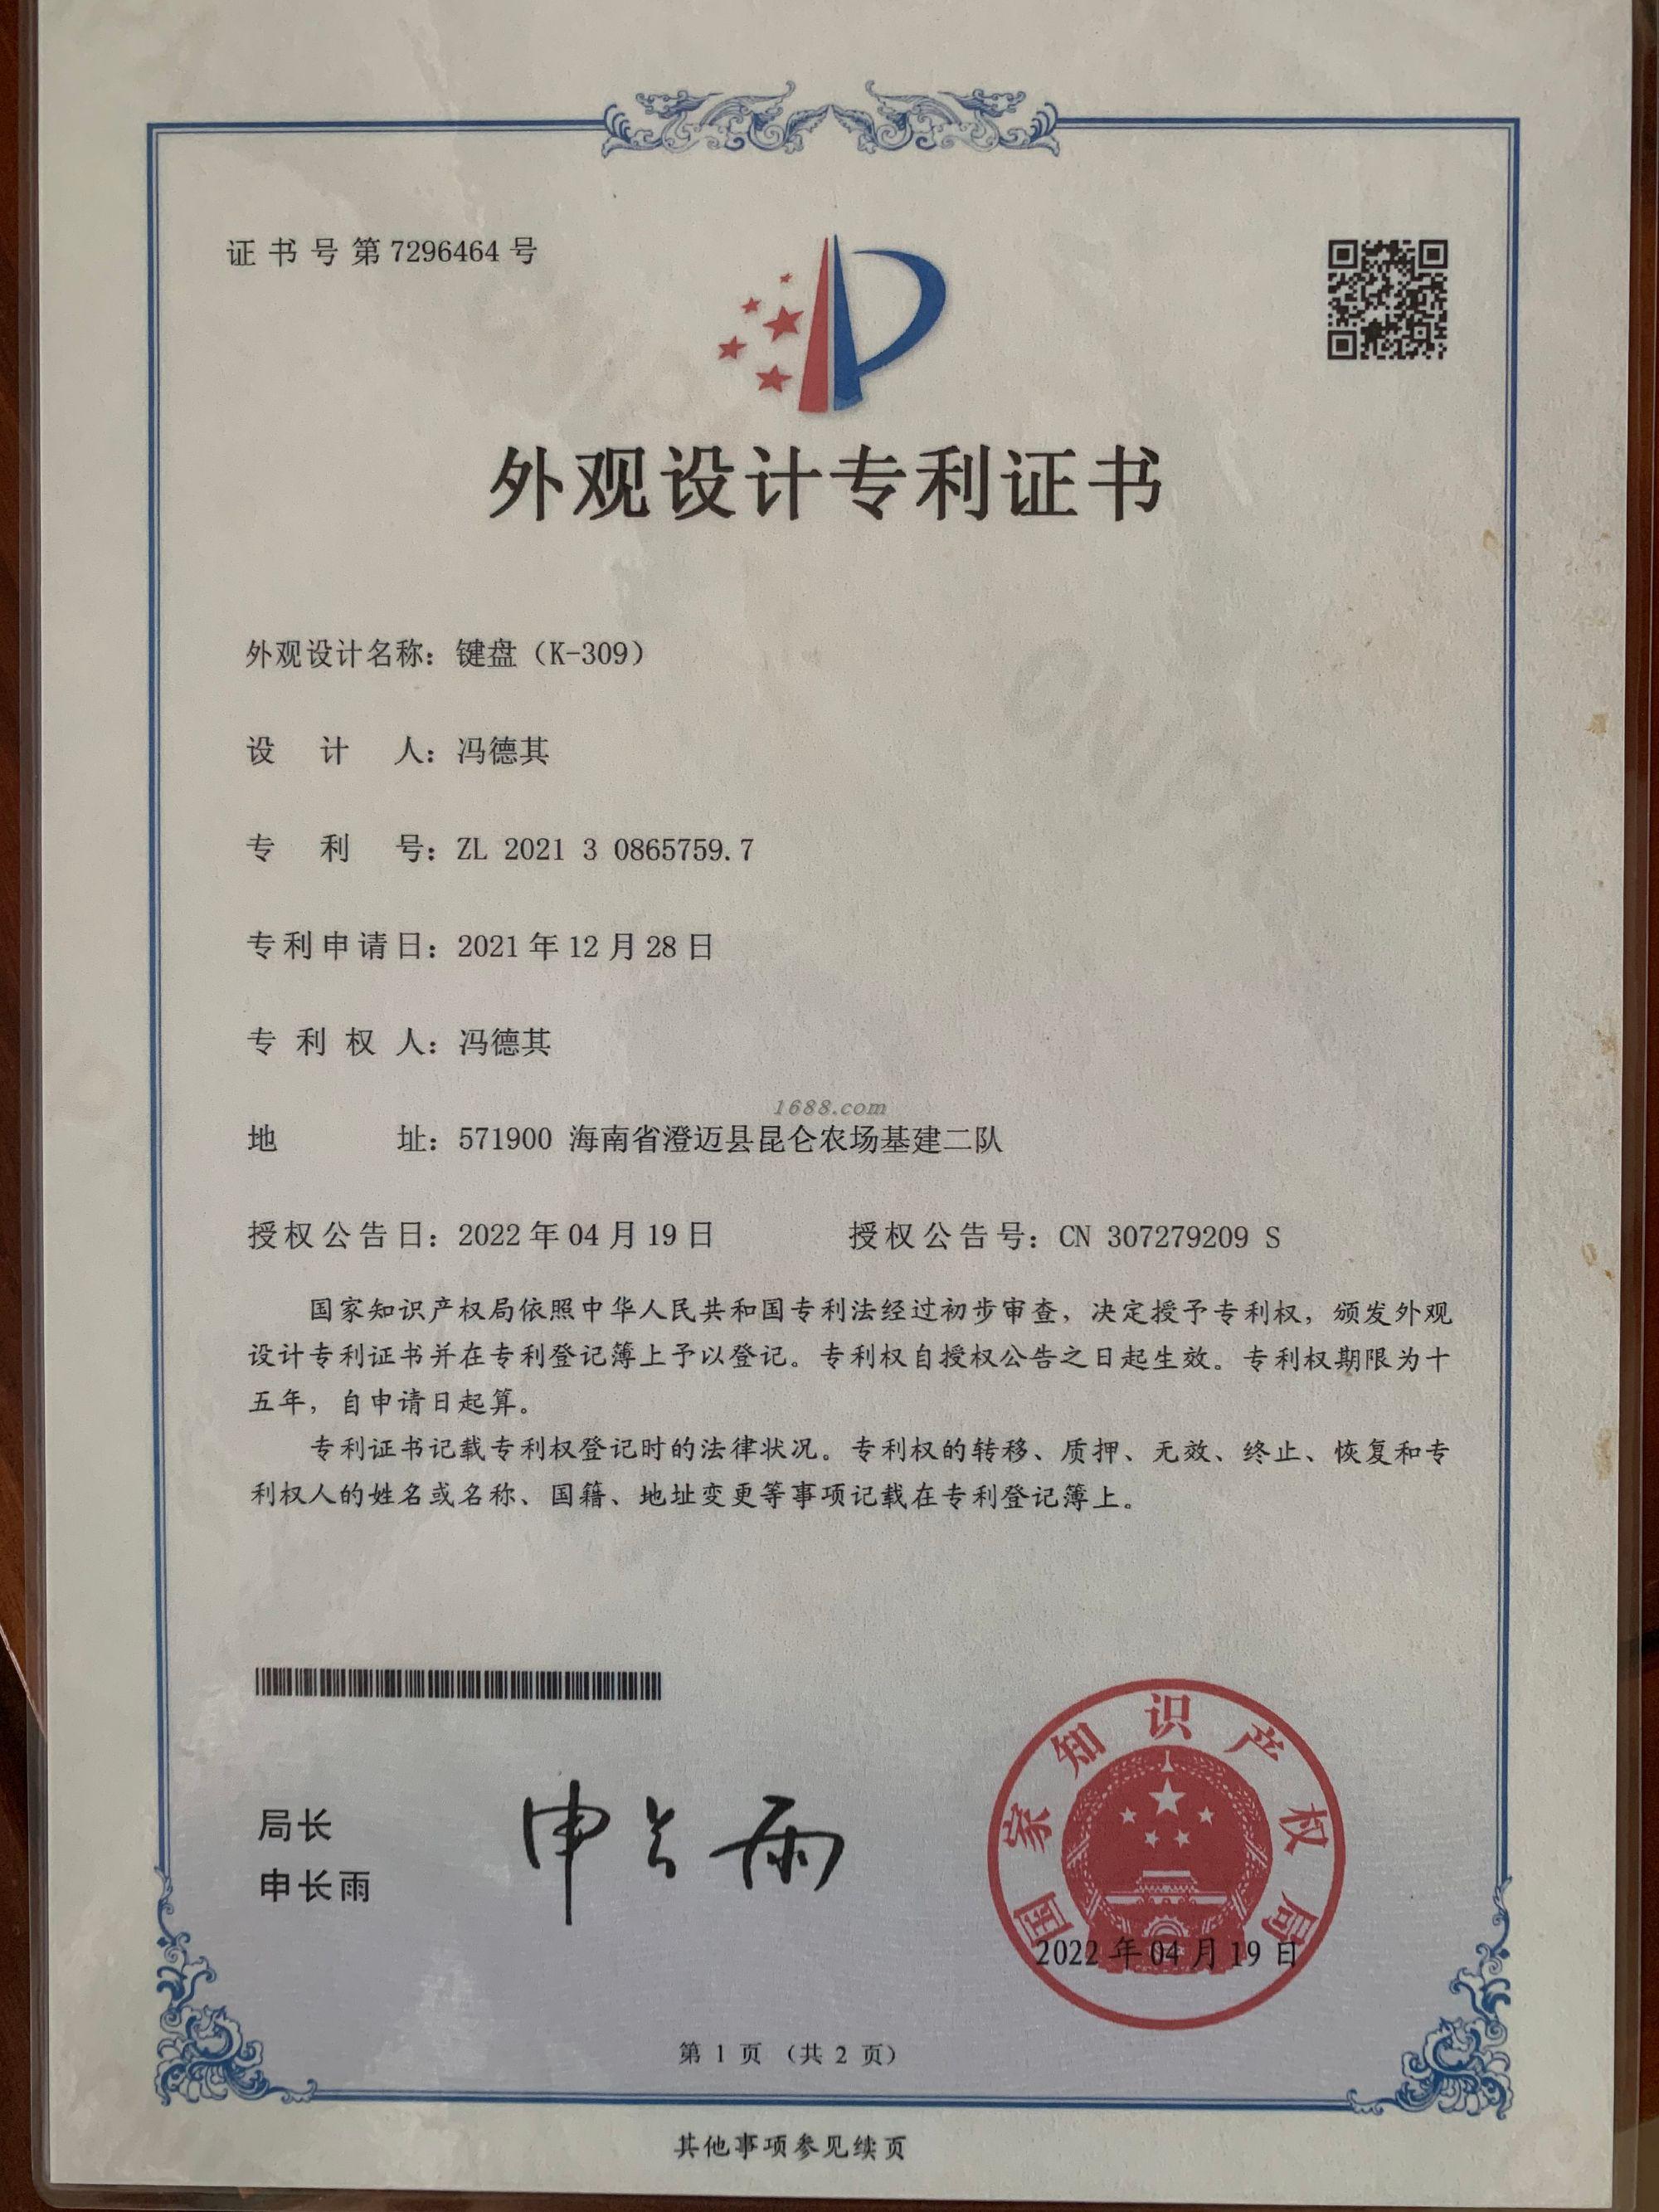 证书号第7296464号
外观设计专利证书
外观设计名称：键盘（K-309）
设计人：冯德其
专利号：ZL 2021 3 0865759.7
专利申请日：2021年12月28日
专利权人：冯德其
1688.com
地址：571900 海南省澄迈县昆仑农场基建二队
授权公告日：2022年04月19日 授权公告号：CN 307279209 S
国家知识产权局依照中华人民共和国专利法经过初步审查，决定授予专利权，颁发外观
设计专利证书并在专利登记簿上予以登记。专利权自授权公告之日起生效。专利权期限为十
五年，自申请日起算。
专利证书记载专利权登记时的法律状况。专利权的转移、质押、无效、终止、恢复和专
利权人的姓名或名称、国籍、地址变更等事项记载在专利登记簿上。
局长
申长雨
申长雨
国家知识产权局
2022年04月19日
第 1 页 （共 2 页）
其他事项参见续页